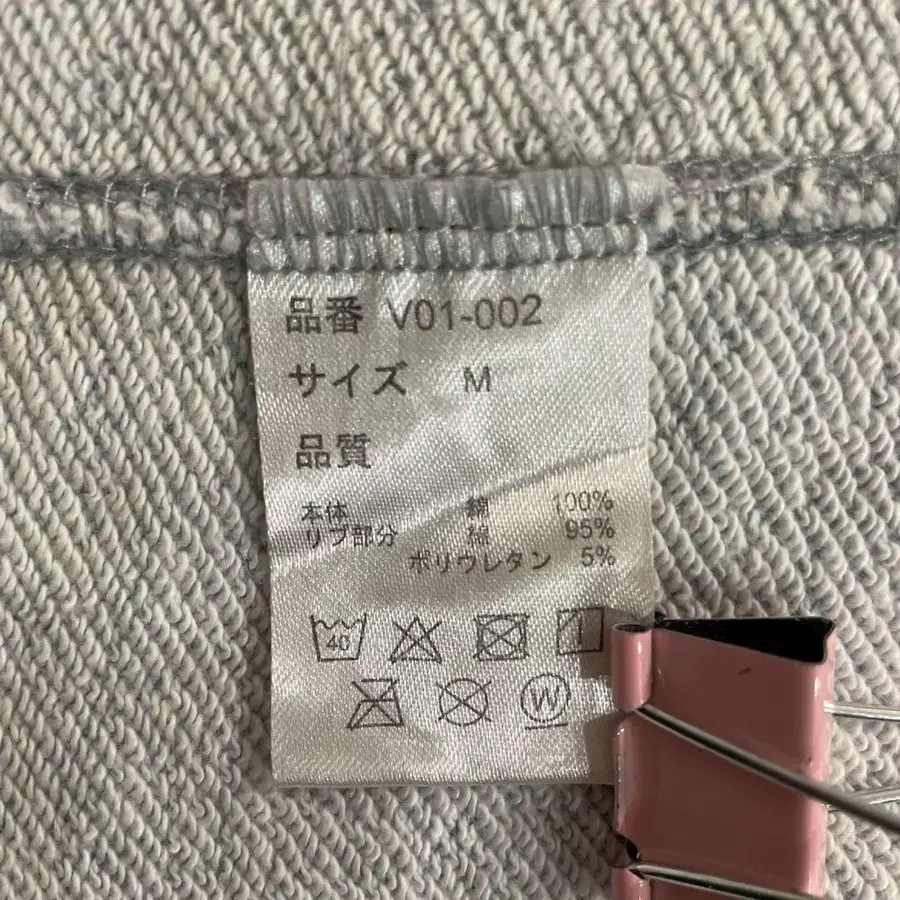 品番 V01-002
サイズ M
品質
本体 綿 100%
リブ部分 綿 95%
ポリウレタン 5%
40
W